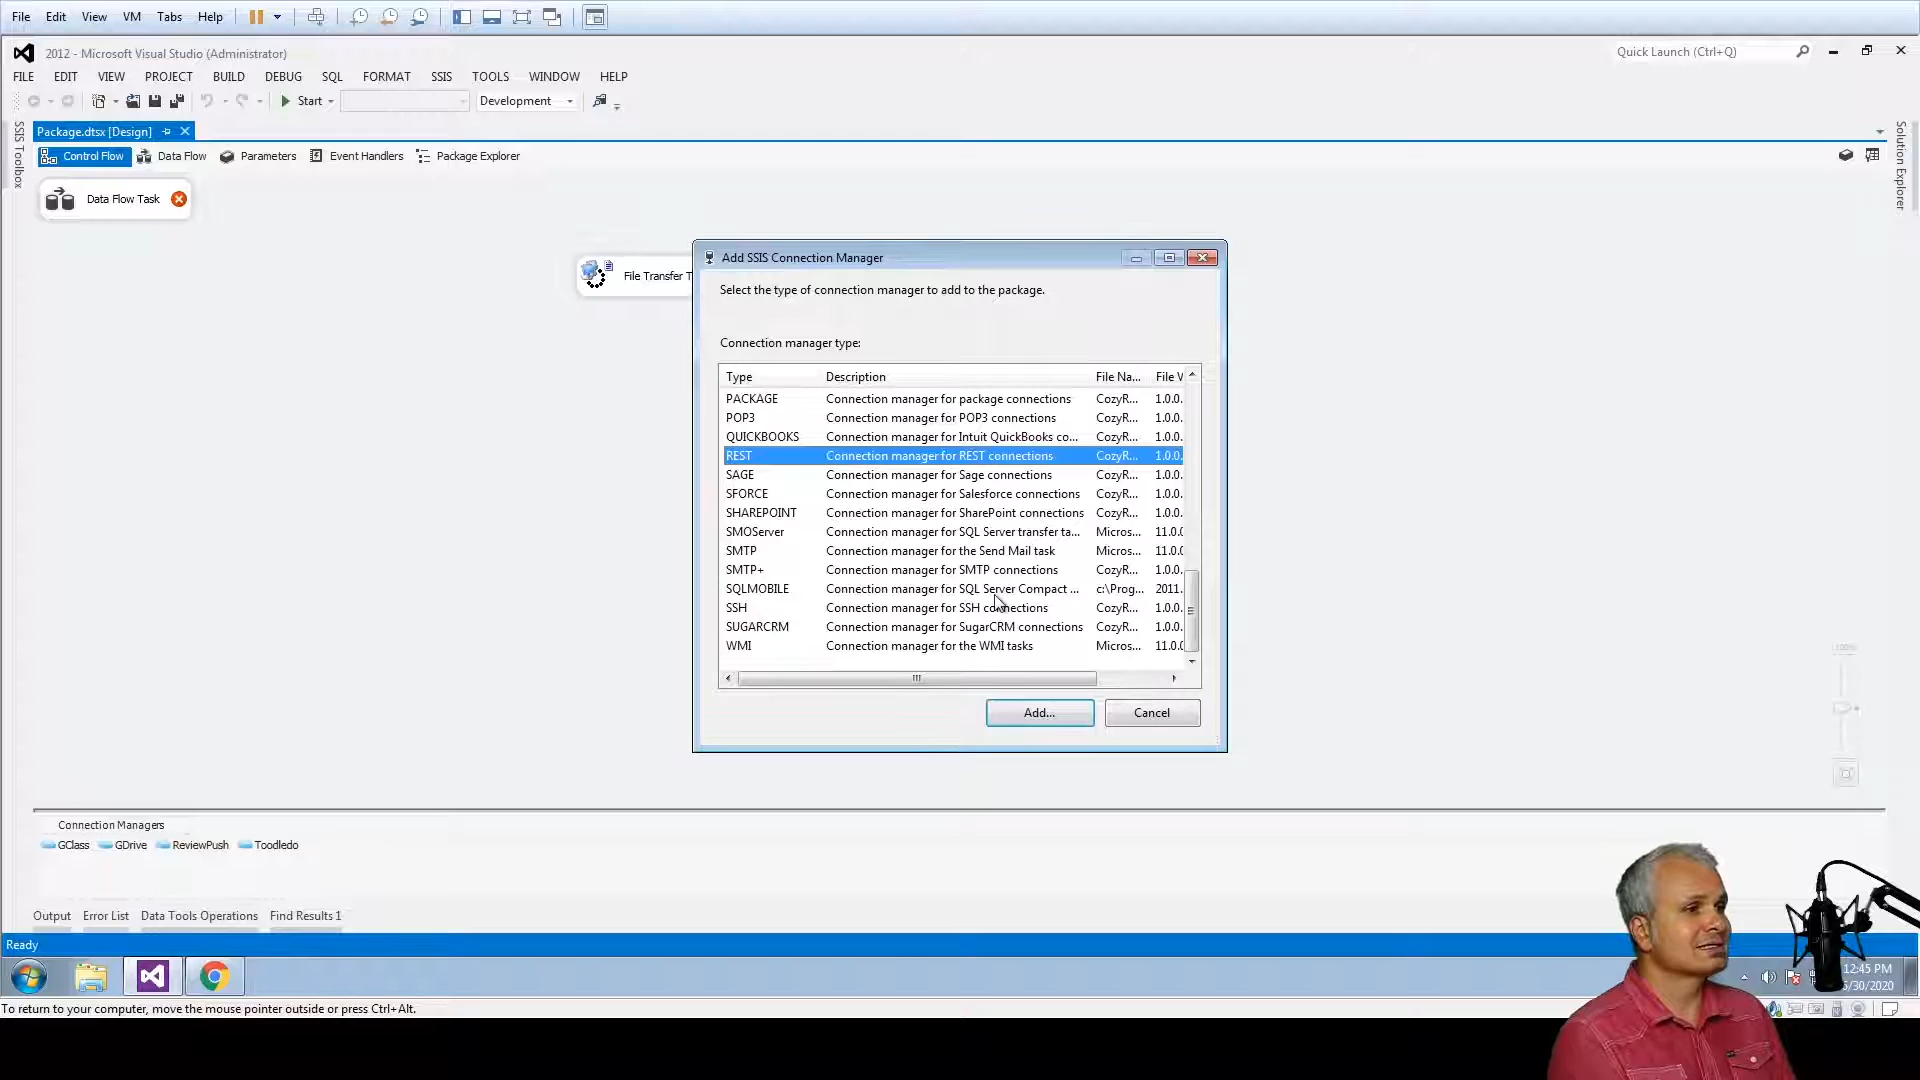 File Edit View VM Tabs Help
2012 - Microsoft Visual Studio (Administrator)
Quick Launch (Ctrl+Q)
FILE EDIT VIEW PROJECT BUILD DEBUG SQL FORMAT SSIS TOOLS WINDOW HELP
Start Development
Package.dtsx [Design]
SSIS Toolbox
Solution Explorer
Control Flow Data Flow Parameters Event Handlers Package Explorer
Data Flow Task
File Transfer T
Add SSIS Connection Manager
Select the type of connection manager to add to the package.
Connection manager type:
Type Description File Na... File V
PACKAGE Connection manager for package connections CozyR... 1.0.0.
POP3 Connection manager for POP3 connections CozyR... 1.0.0.
QUICKBOOKS Connection manager for Intuit QuickBooks co... CozyR... 1.0.0.
REST Connection manager for REST connections CozyR... 1.0.0.
SAGE Connection manager for Sage connections CozyR... 1.0.0.
SFORCE Connection manager for Salesforce connections CozyR... 1.0.0.
SHAREPOINT Connection manager for SharePoint connections CozyR... 1.0.0.
SMOServer Connection manager for SQL Server transfer ta... Micros... 11.0.0
SMTP Connection manager for the Send Mail task Micros... 11.0.0
SMTP+ Connection manager for SMTP connections CozyR... 1.0.0.
SQLMOBILE Connection manager for SQL Server Compact ... c:\Prog... 2011.
SSH Connection manager for SSH connections CozyR... 1.0.0.
SUGARCRM Connection manager for SugarCRM connections CozyR... 1.0.0.
WMI Connection manager for the WMI tasks Micros... 11.0.0
Add... Cancel
100%
Connection Managers
GClass GDrive ReviewPush Toodledo
Output Error List Data Tools Operations Find Results 1
Ready
12:45 PM
/30/2020
To return to your computer, move the mouse pointer outside or press Ctrl+Alt.